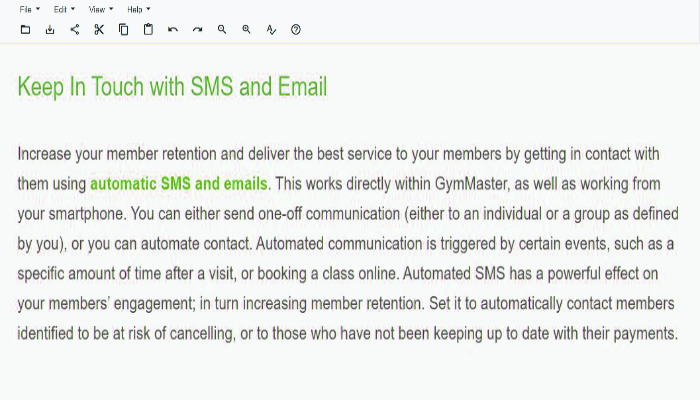 File Edit View Help
Keep In Touch with SMS and Email
Increase your member retention and deliver the best service to your members by getting in contact with
them using automatic SMS and emails. This works directly within GymMaster, as well as working from
your smartphone. You can either send one-off communication (either to an individual or a group as defined
by you), or you can automate contact. Automated communication is triggered by certain events, such as a
specific amount of time after a visit, or booking a class online. Automated SMS has a powerful effect on
your members' engagement; in turn increasing member retention. Set it to automatically contact members
identified to be at risk of cancelling, or to those who have not been keeping up to date with their payments.